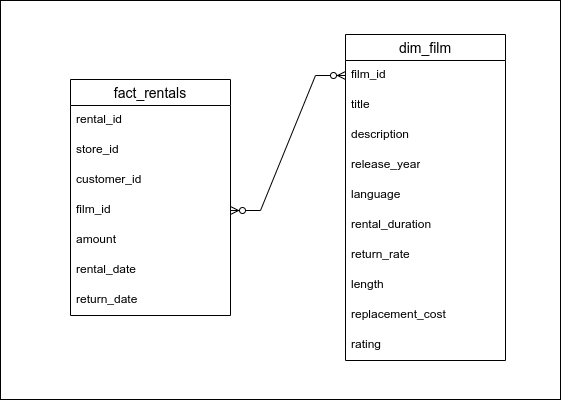 fact_rentals
rental_id
store_id
customer_id
film_id
amount
rental_date
return_date
dim_film
film_id
title
description
release_year
language
rental_duration
return_rate
length
replacement_cost
rating